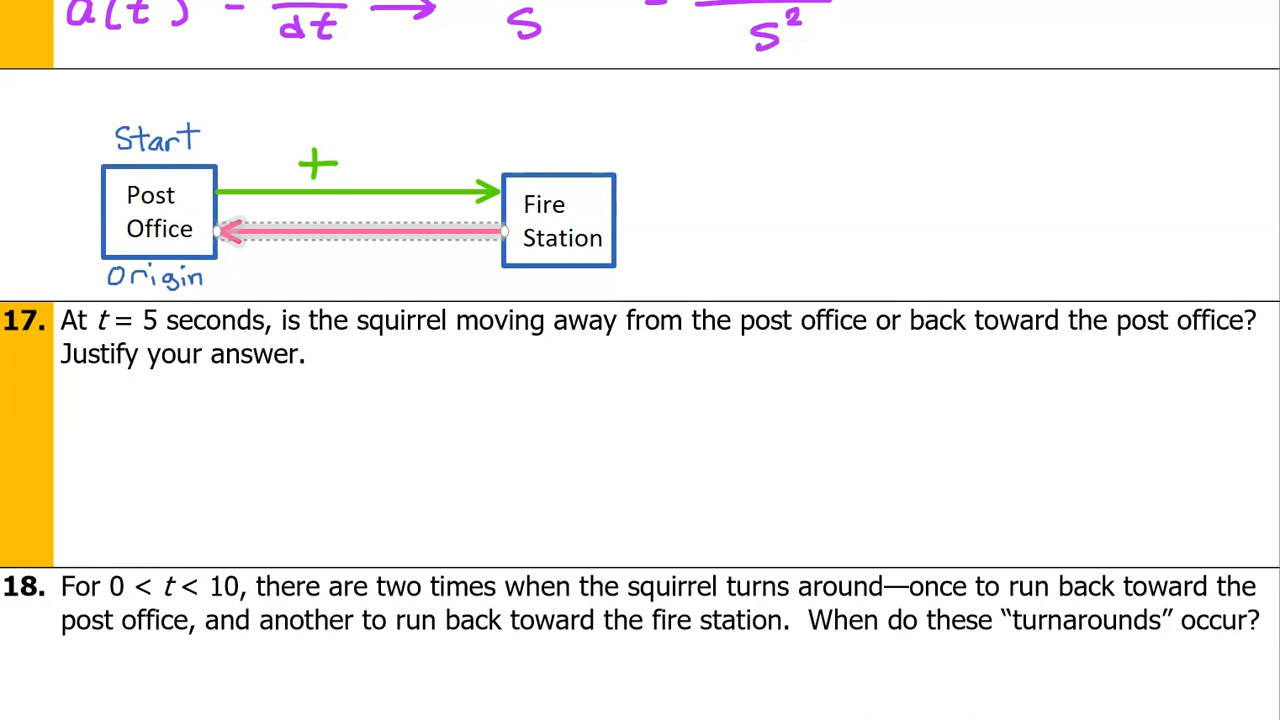 a(t) = /dt → s = s²
Start
+
Post
Office
Fire
Station
Origin
17. At t = 5 seconds, is the squirrel moving away from the post office or back toward the post office?
Justify your answer.
18. For 0 < t < 10, there are two times when the squirrel turns around—once to run back toward the
post office, and another to run back toward the fire station. When do these “turnarounds” occur?